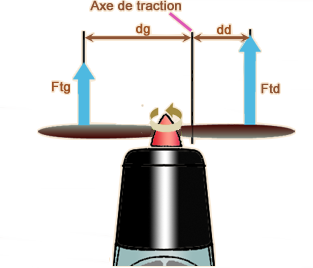 Axe de traction
dg
dd
Ftg
Ftd